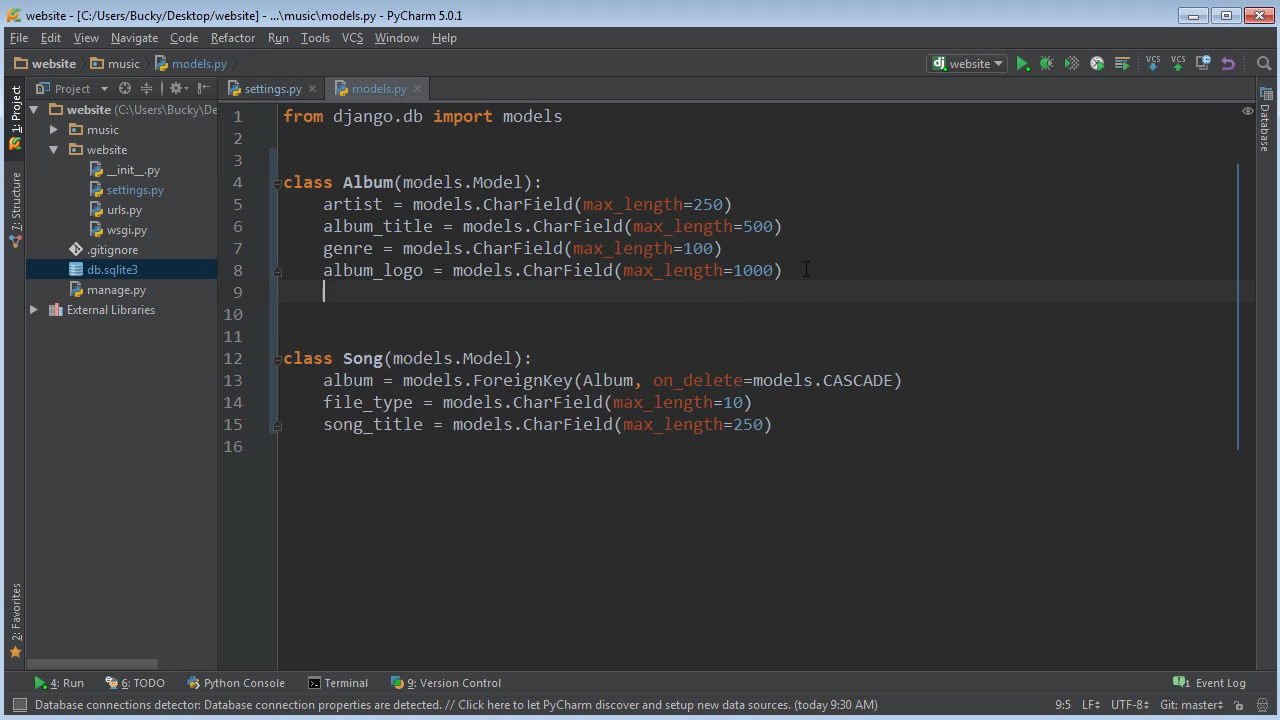 website - [C:/Users/Bucky/Desktop/website] - ...\music\models.py - PyCharm 5.0.1
File Edit View Navigate Code Refactor Run Tools VCS Window Help
website music models.py website VCS VCS
1: Project
7: Structure
2: Favorites
Project
website (C:\Users\Bucky\De
music
website
__init__.py
settings.py
urls.py
wsgi.py
.gitignore
db.sqlite3
manage.py
External Libraries
settings.py models.py
1 from django.db import models
2
3
4 class Album(models.Model):
5 artist = models.CharField(max_length=250)
6 album_title = models.CharField(max_length=500)
7 genre = models.CharField(max_length=100)
8 album_logo = models.CharField(max_length=1000)
9
10
11
12 class Song(models.Model):
13 album = models.ForeignKey(Album, on_delete=models.CASCADE)
14 file_type = models.CharField(max_length=10)
15 song_title = models.CharField(max_length=250)
16
Database
4: Run 6: TODO Python Console Terminal 9: Version Control 1 Event Log
Database connections detector: Database connection properties are detected. // Click here to let PyCharm discover and setup new data sources. (today 9:30 AM) 9:5 LF UTF-8 Git: master